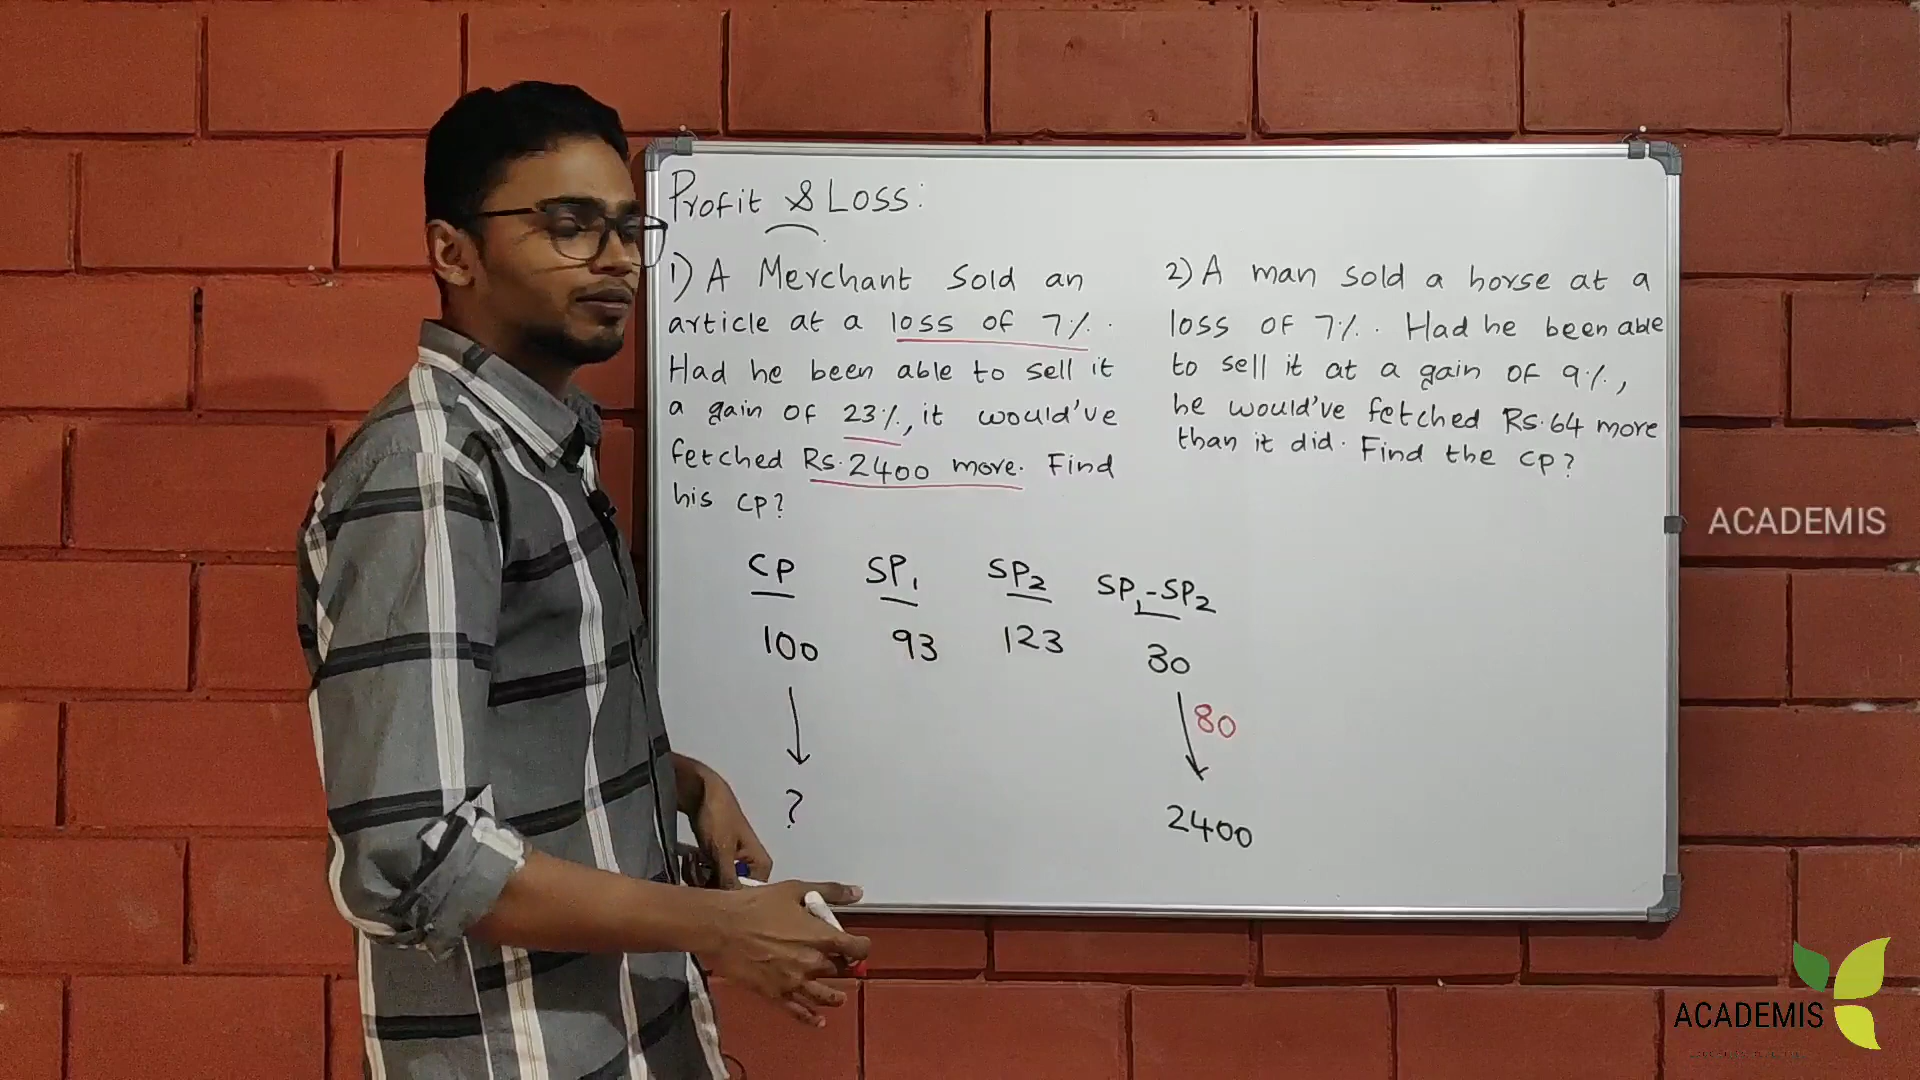 Profit & Loss:
1) A Merchant sold an
article at a loss of 7%.
Had he been able to sell it
a gain of 23%, it would've
fetched Rs.2400 more. Find
his CP?
2) A man sold a horse at a
loss of 7%. Had he been able
to sell it at a gain of 9%,
he would've fetched Rs.64 more
than it did. Find the CP?
CP SP₁ SP₂ SP₁-SP₂
100 93 123 30
80
? 2400
ACADEMIS
ACADEMIS